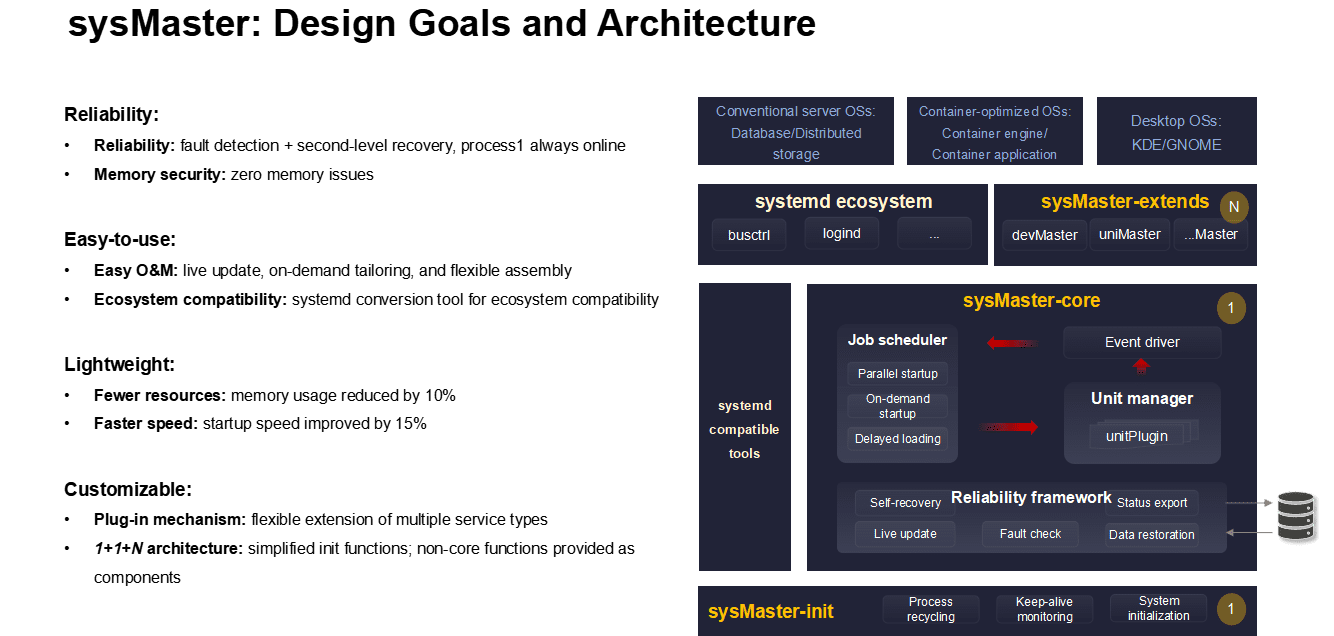 sysMaster: Design Goals and Architecture
Reliability:
• Reliability: fault detection + second-level recovery, process1 always online
• Memory security: zero memory issues
Easy-to-use:
• Easy O&M: live update, on-demand tailoring, and flexible assembly
• Ecosystem compatibility: systemd conversion tool for ecosystem compatibility
Lightweight:
• Fewer resources: memory usage reduced by 10%
• Faster speed: startup speed improved by 15%
Customizable:
• Plug-in mechanism: flexible extension of multiple service types
• 1+1+N architecture: simplified init functions; non-core functions provided as
components
Conventional server OSs:
Database/Distributed
storage
Container-optimized OSs:
Container engine/
Container application
Desktop OSs:
KDE/GNOME
systemd ecosystem
busctrl
logind
...
sysMaster-extends
N
devMaster
uniMaster
...Master
systemd
compatible
tools
sysMaster-core
1
Job scheduler
Parallel startup
On-demand
startup
Delayed loading
Event driver
Unit manager
unitPlugin
Reliability framework
Self-recovery
Status export
Live update
Fault check
Data restoration
sysMaster-init
Process
recycling
Keep-alive
monitoring
System
initialization
1